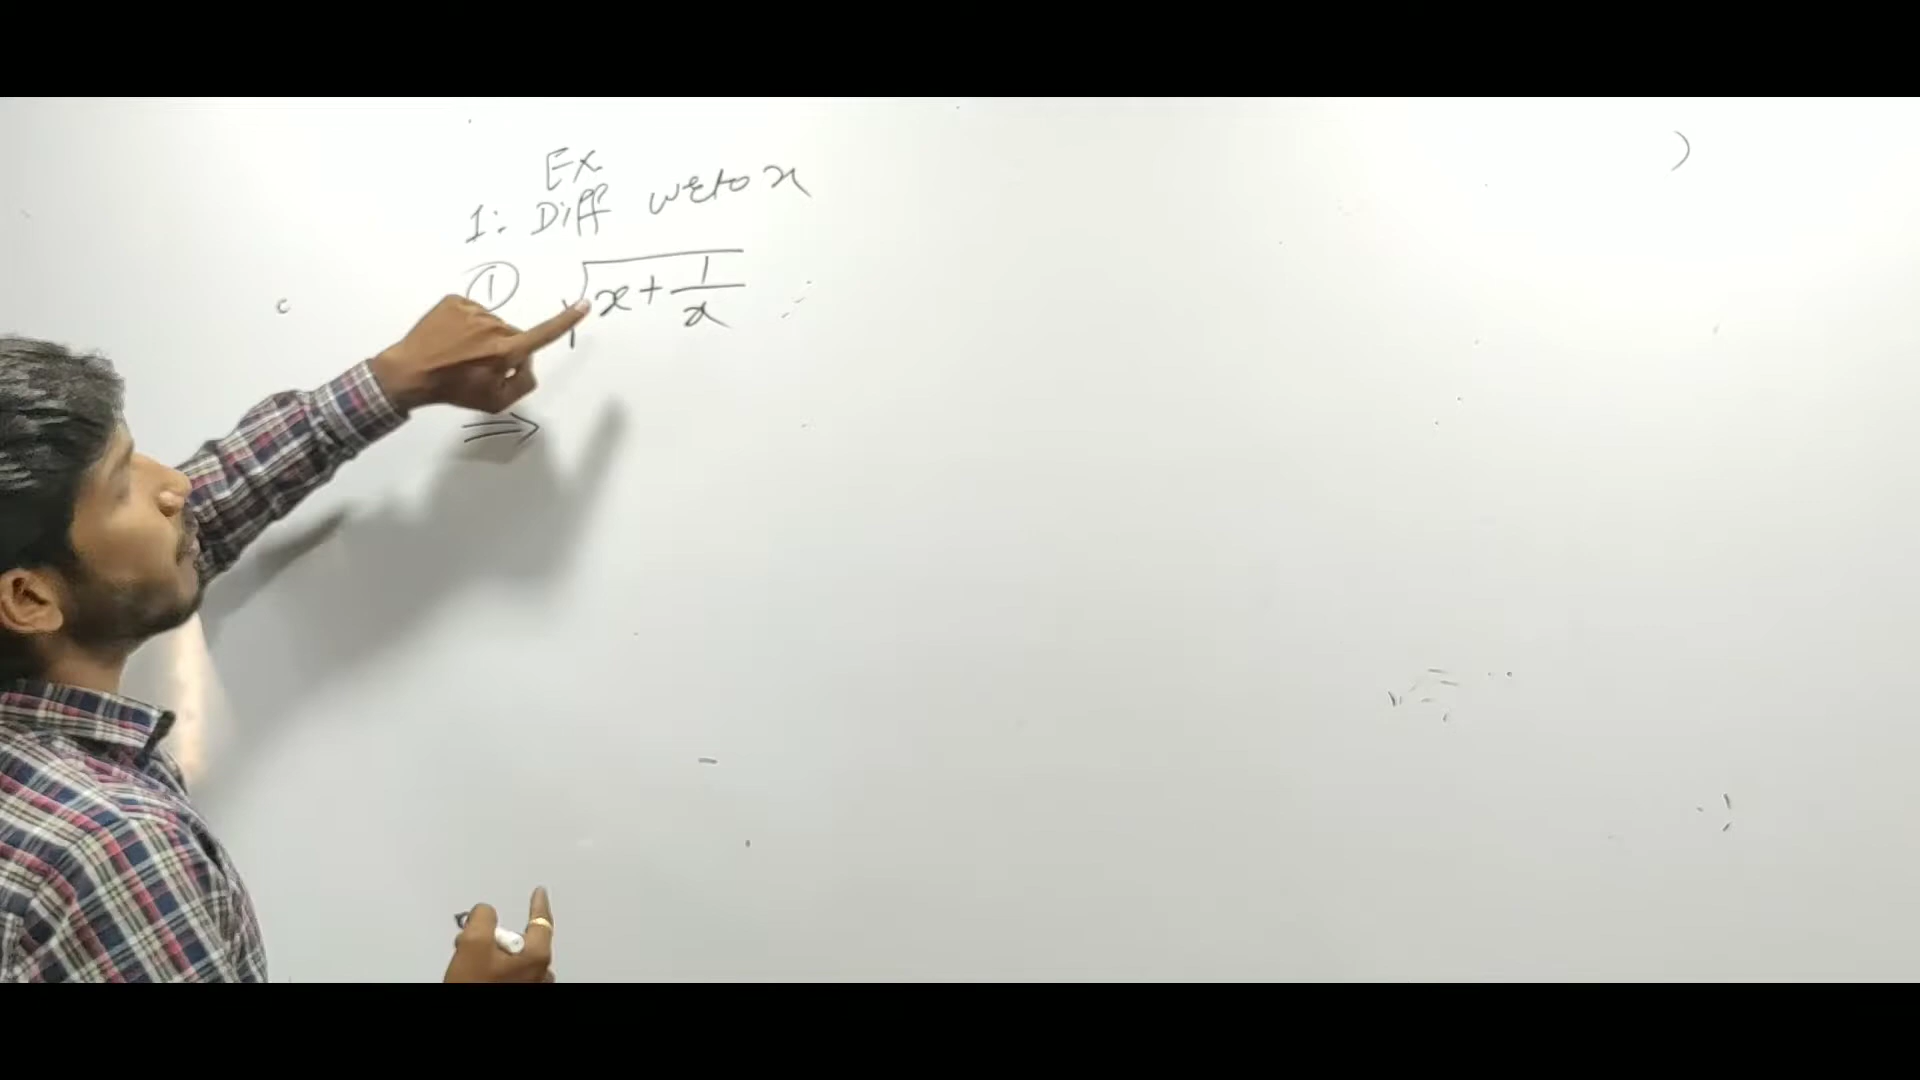 Ex
1: Diff w r to x
① √x + 1/x
⇒